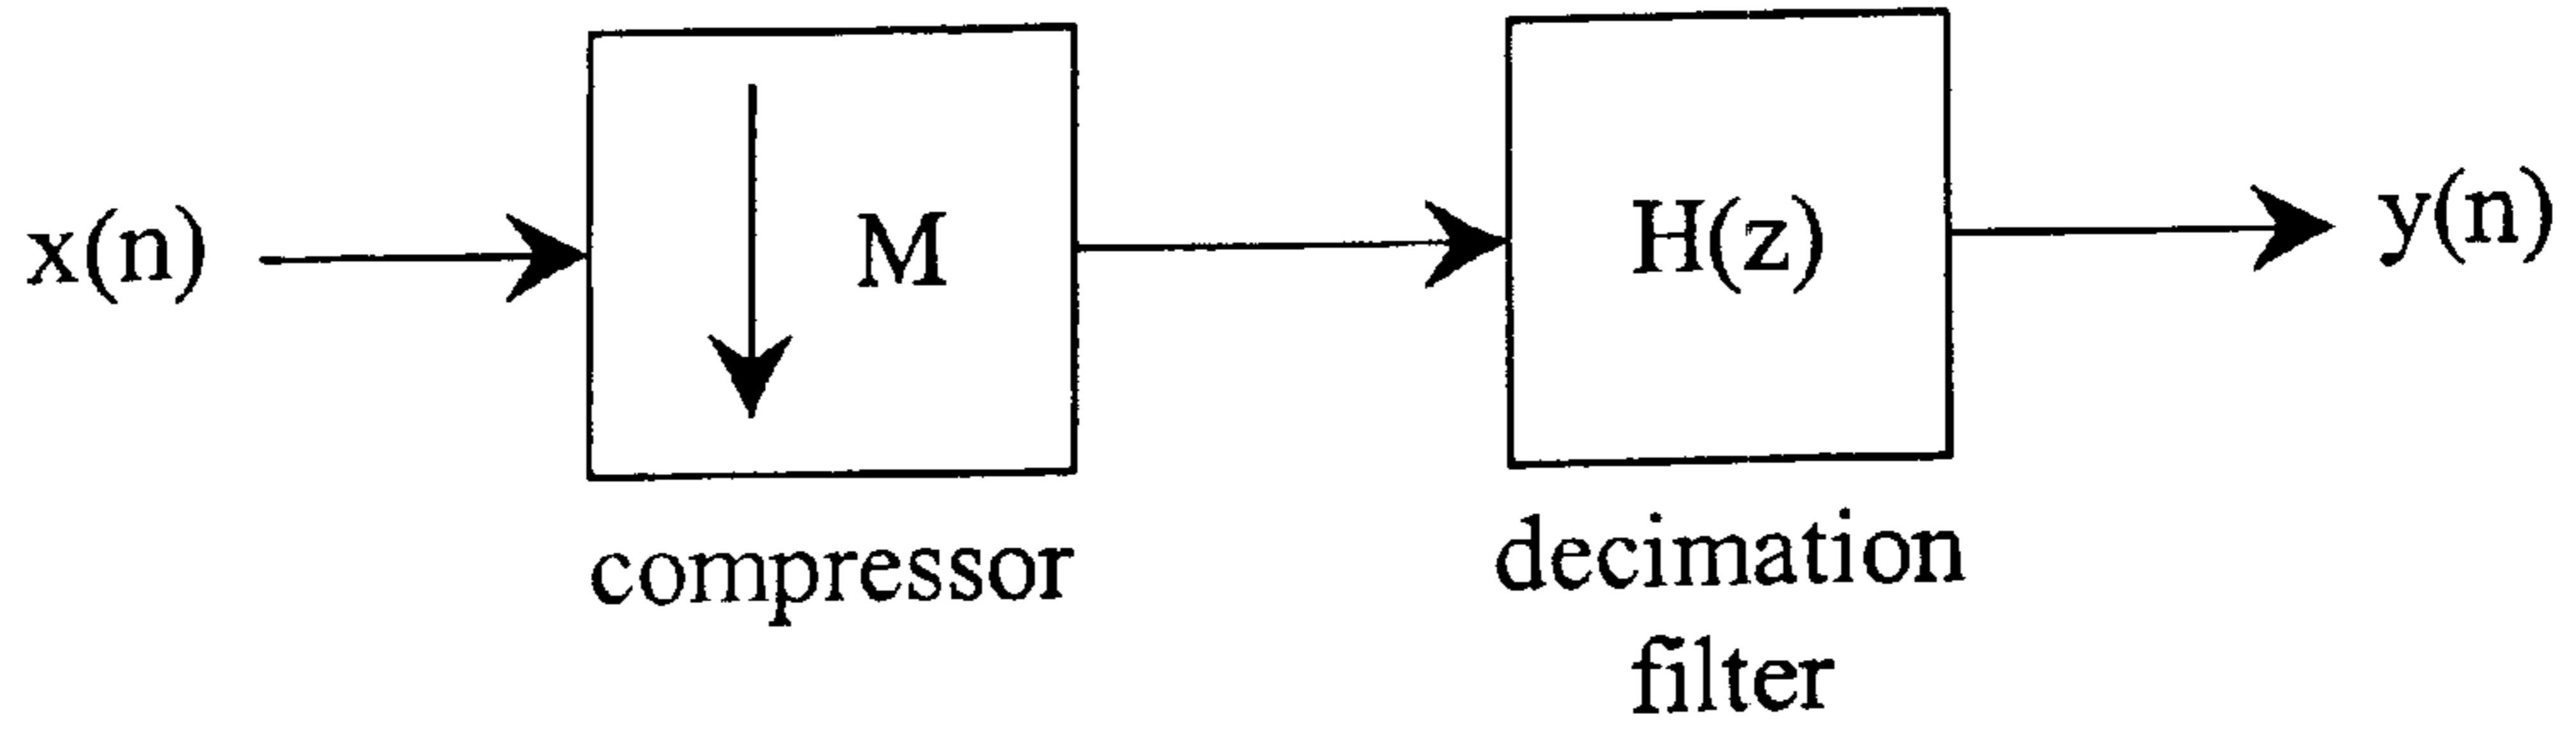 x(n)
M
H(z)
y(n)
compressor
decimation
filter